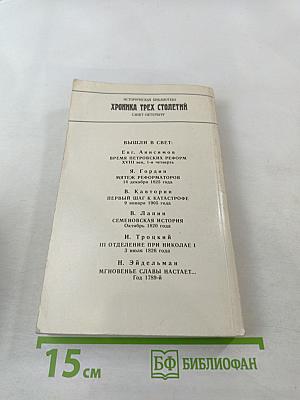 ИСТОРИЧЕСКАЯ БИБЛИОТЕКА
ХРОНИКА ТРЕХ СТОЛЕТИЙ
САНКТ-ПЕТЕРБУРГ
ВЫШЛИ В СВЕТ:
Евг. Анисимов
ВРЕМЯ ПЕТРОВСКИХ РЕФОРМ
XVIII век, 1-я четверть
Я. Гордин
МЯТЕЖ РЕФОРМАТОРОВ
14 декабря 1825 года
В. Кавторин
ПЕРВЫЙ ШАГ К КАТАСТРОФЕ
9 января 1905 года
В. Лапин
СЕМЕНОВСКАЯ ИСТОРИЯ
Октябрь 1820 года
И. Троцкий
III ОТДЕЛЕНИЕ ПРИ НИКОЛАЕ I
3 июля 1826 года
Н. Эйдельман
МГНОВЕНЬЕ СЛАВЫ НАСТАЕТ...
Год 1789-й
15 см
БФ БИБЛИОФАН